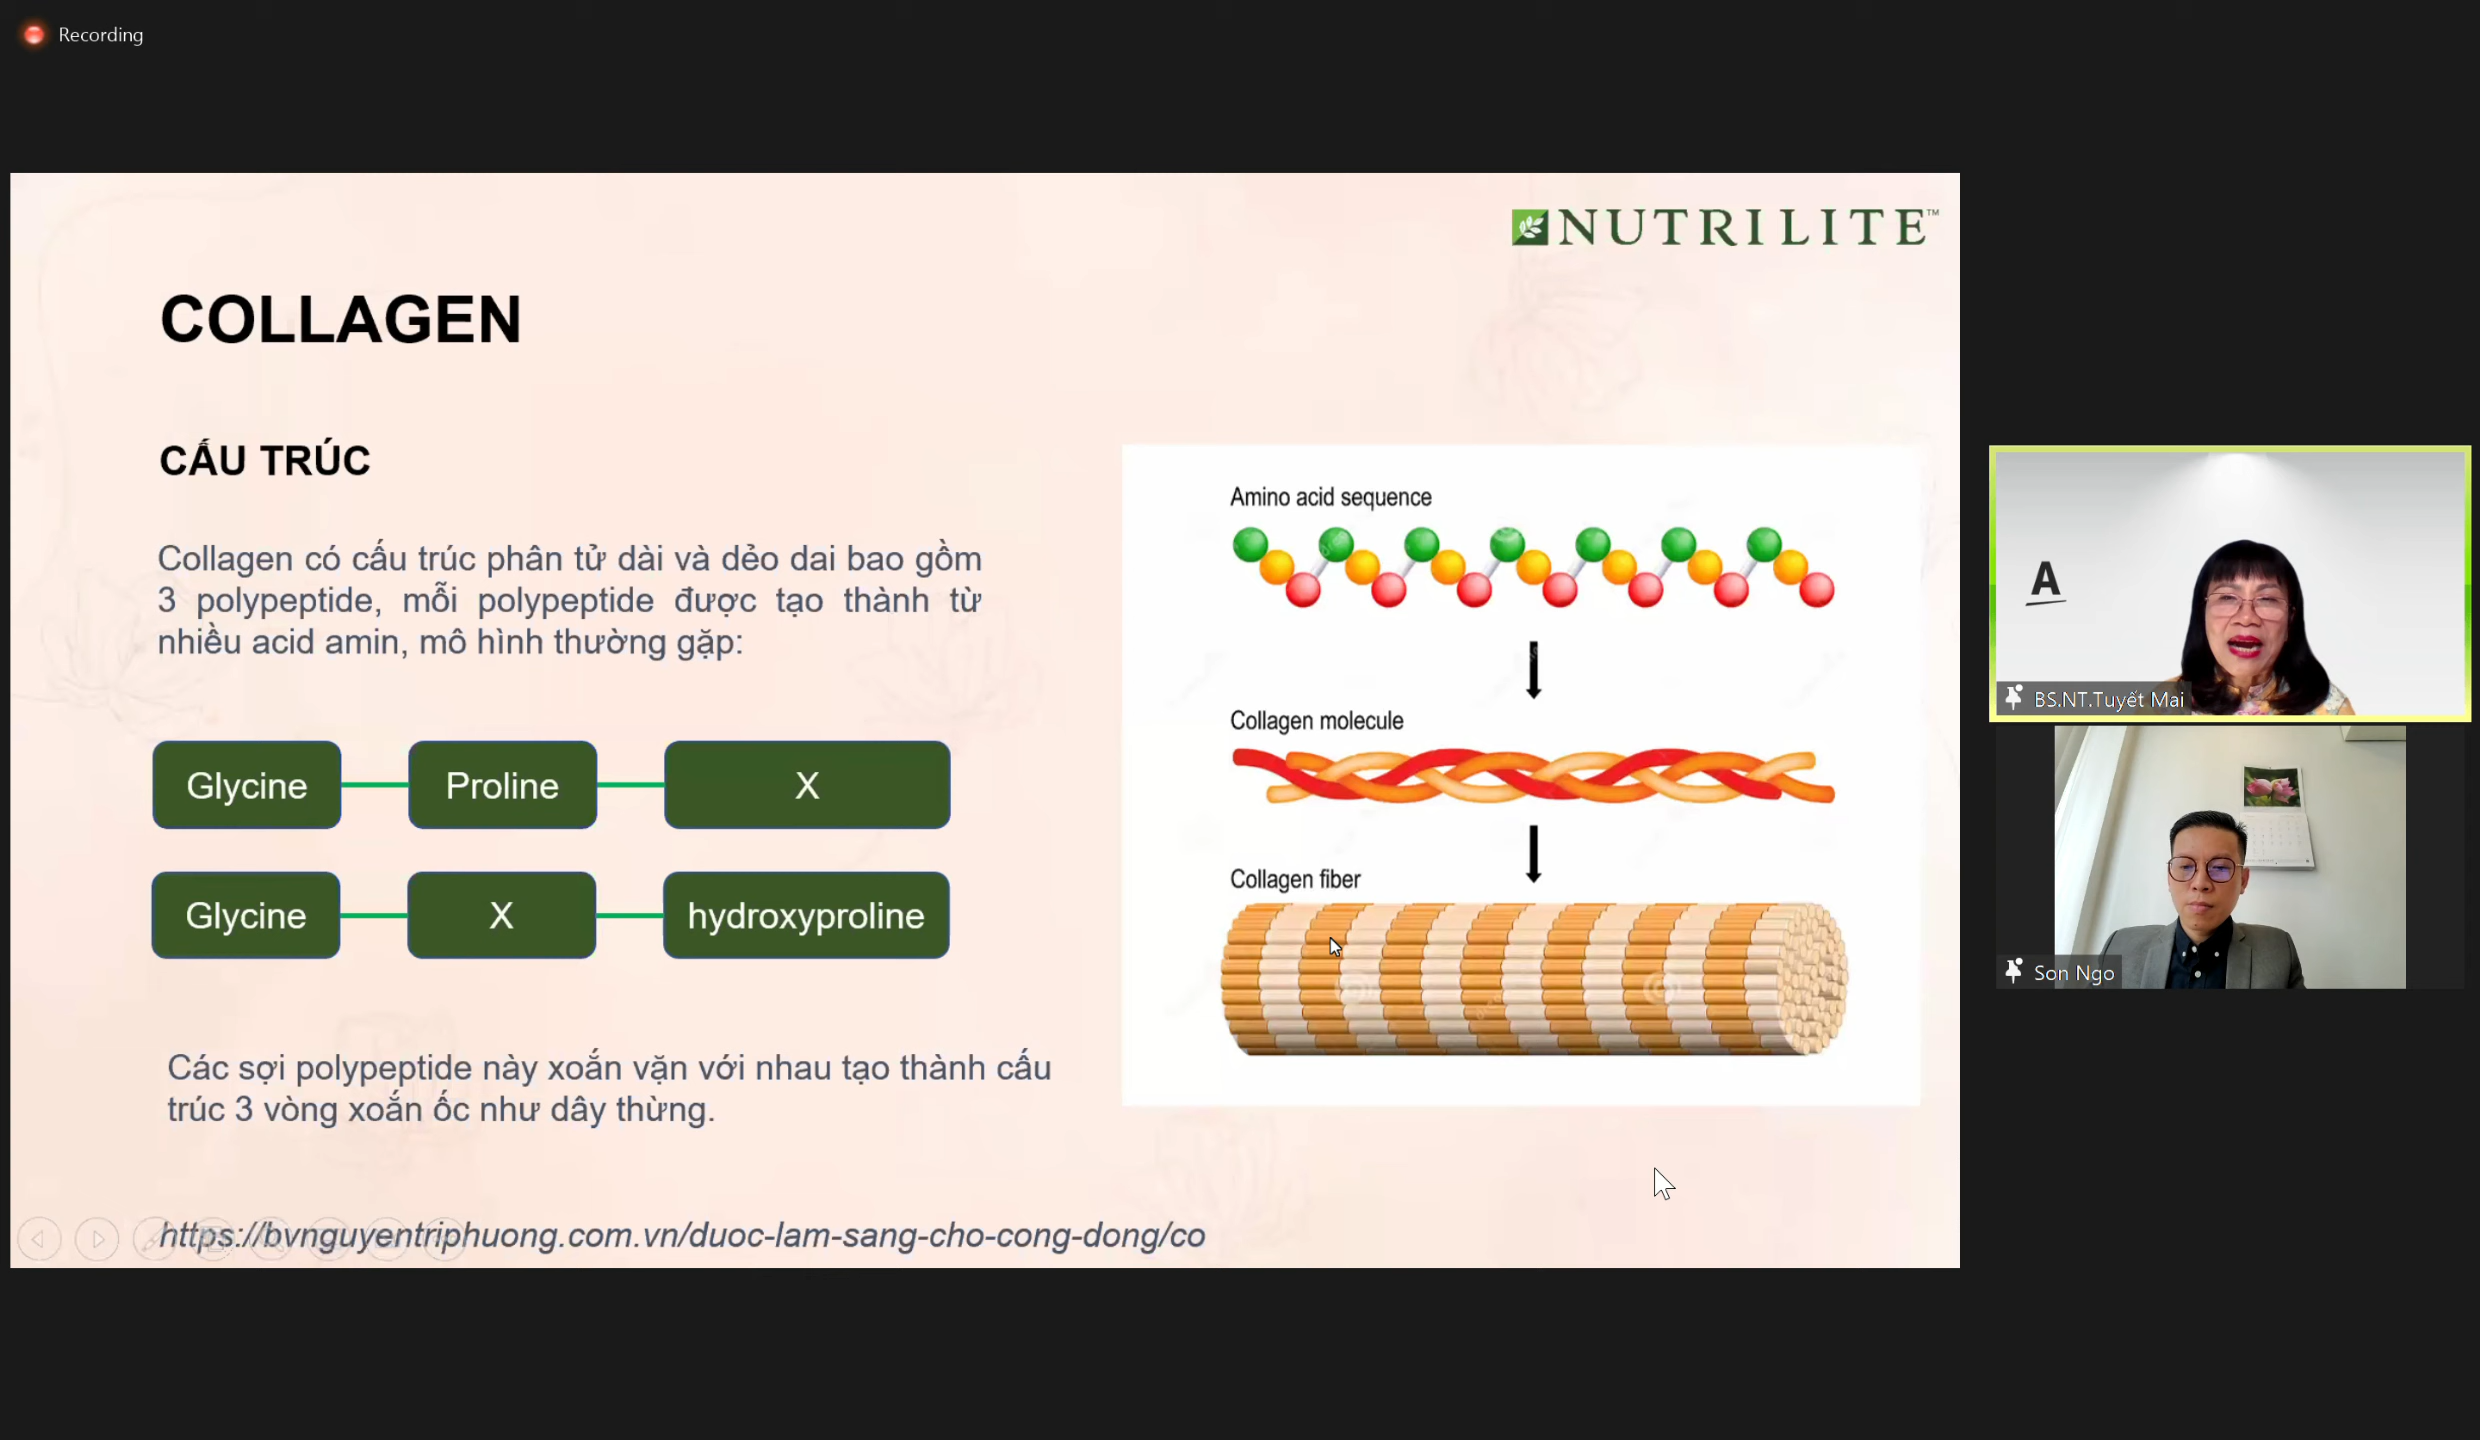 Recording
NUTRILITE™
COLLAGEN
CẤU TRÚC
Collagen có cấu trúc phân tử dài và dẻo dai bao gồm
3 polypeptide, mỗi polypeptide được tạo thành từ
nhiều acid amin, mô hình thường gặp:
Glycine Proline X
Glycine X hydroxyproline
Các sợi polypeptide này xoắn vặn với nhau tạo thành cấu
trúc 3 vòng xoắn ốc như dây thừng.
https://bvnguyentriphuong.com.vn/duoc-lam-sang-cho-cong-dong/co
Amino acid sequence
Collagen molecule
Collagen fiber
A
BS.NT.Tuyết Mai
Son Ngo